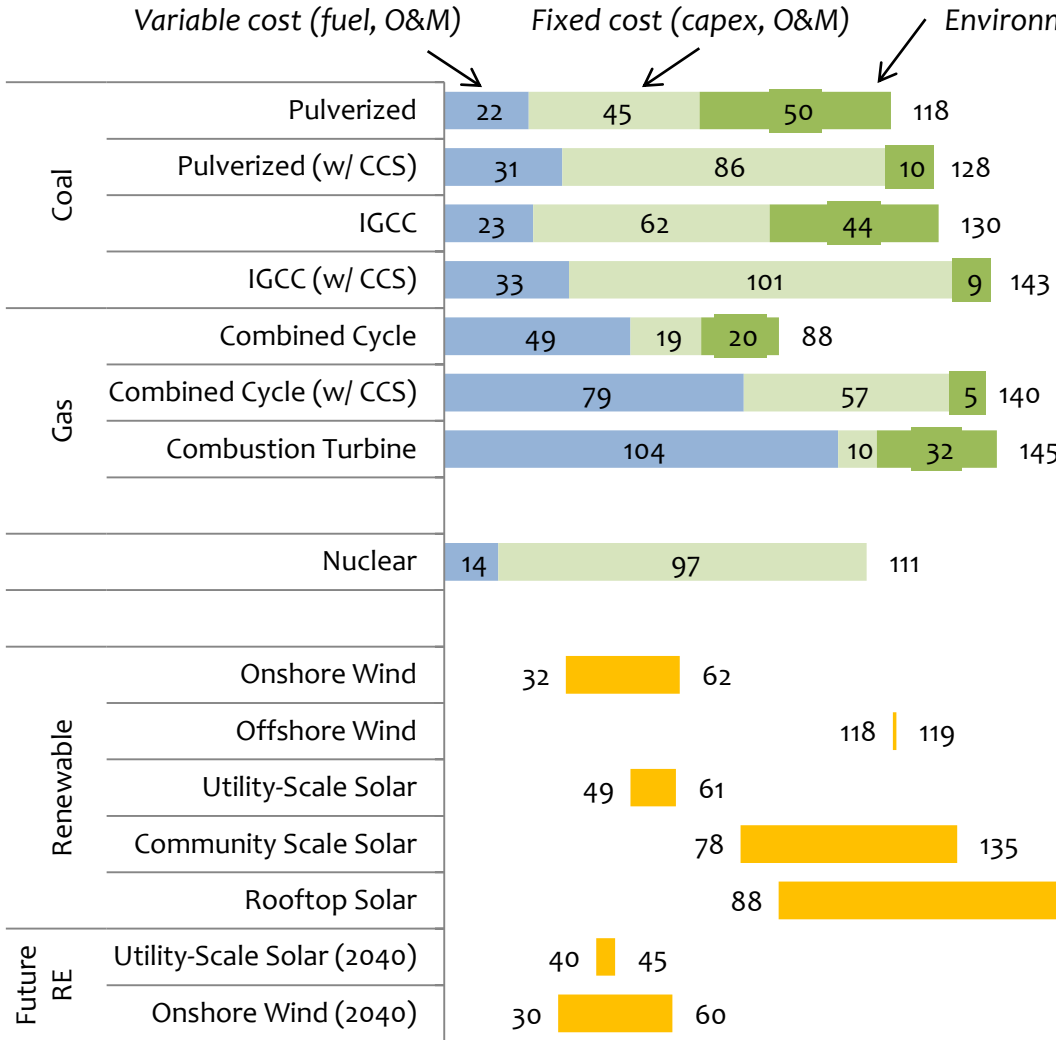 Variable cost (fuel, O&M) Fixed cost (capex, O&M) Environn
Coal
Pulverized 22 45 50 118
Pulverized (w/ CCS) 31 86 10 128
IGCC 23 62 44 130
IGCC (w/ CCS) 33 101 9 143
Gas
Combined Cycle 49 19 20 88
Combined Cycle (w/ CCS) 79 57 5 140
Combustion Turbine 104 10 32 145
Nuclear 14 97 111
Renewable
Onshore Wind 32 62
Offshore Wind 118 119
Utility-Scale Solar 49 61
Community Scale Solar 78 135
Rooftop Solar 88
Future
RE
Utility-Scale Solar (2040) 40 45
Onshore Wind (2040) 30 60